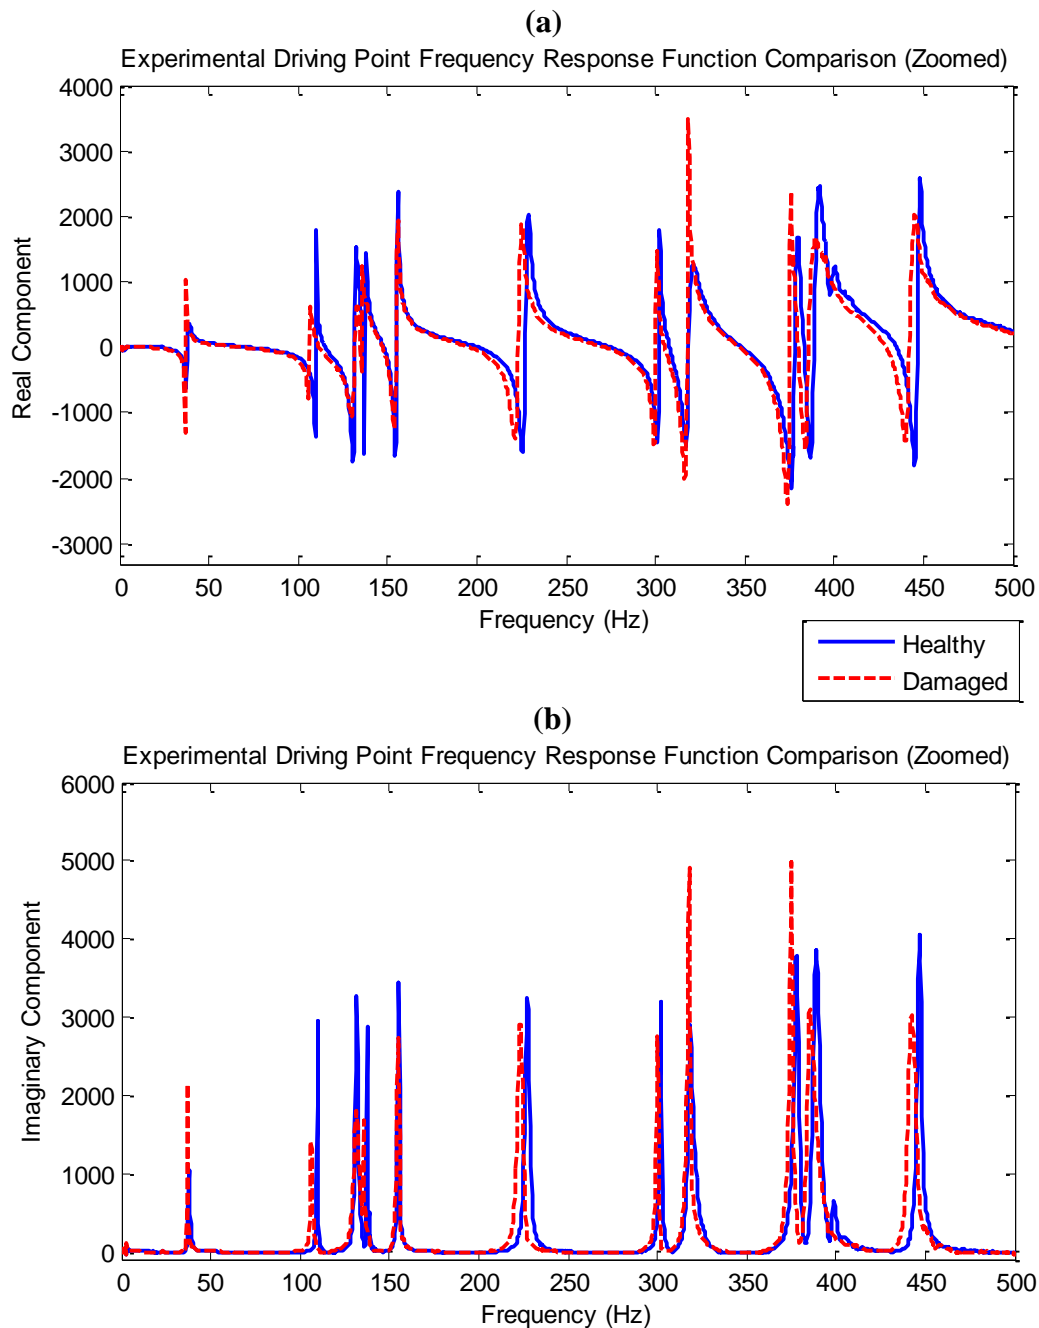 (a)
Experimental Driving Point Frequency Response Function Comparison (Zoomed)
4000
3000
2000
1000
0
-1000
-2000
-3000
Real Component
0 50 100 150 200 250 300 350 400 450 500
Frequency (Hz)
Healthy
Damaged
(b)
Experimental Driving Point Frequency Response Function Comparison (Zoomed)
6000
5000
4000
3000
2000
1000
0
Imaginary Component
0 50 100 150 200 250 300 350 400 450 500
Frequency (Hz)